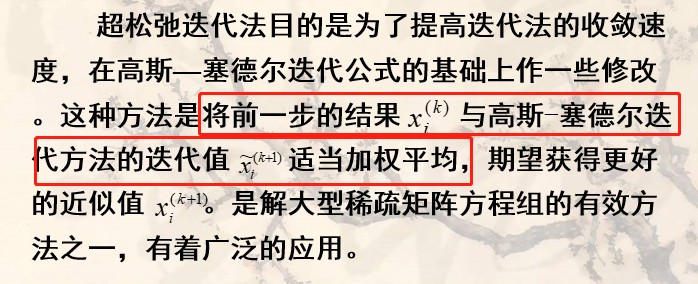 超松弛迭代法目的是为了提高迭代法的收敛速
度，在高斯—塞德尔迭代公式的基础上作一些修改
。这种方法是将前一步的结果 x_i^(k) 与高斯-塞德尔迭
代方法的迭代值 x̃_i^(k+1) 适当加权平均，期望获得更好
的近似值 x_i^(k+1)。是解大型稀疏矩阵方程组的有效方
法之一，有着广泛的应用。